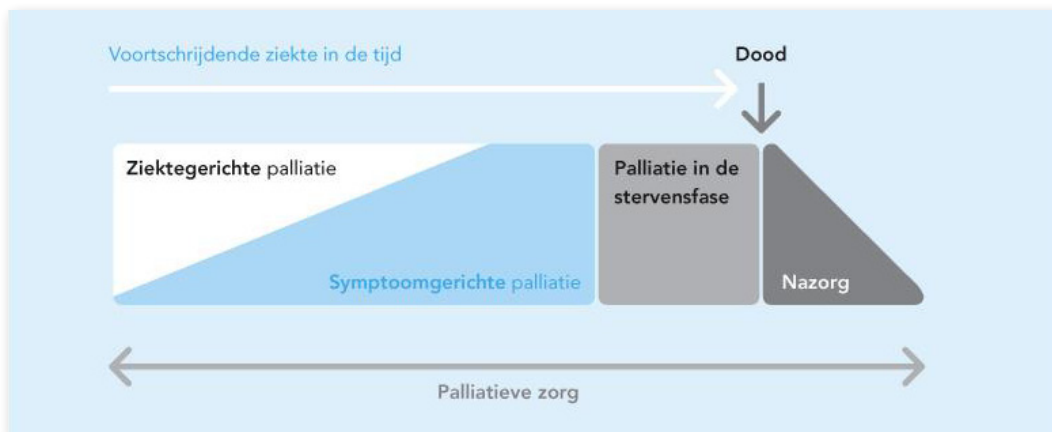 Voortschrijdende ziekte in de tijd
Dood
Ziektegerichte palliatie
Palliatie in de
stervensfase
Symptoomgerichte palliatie
Nazorg
Palliatieve zorg